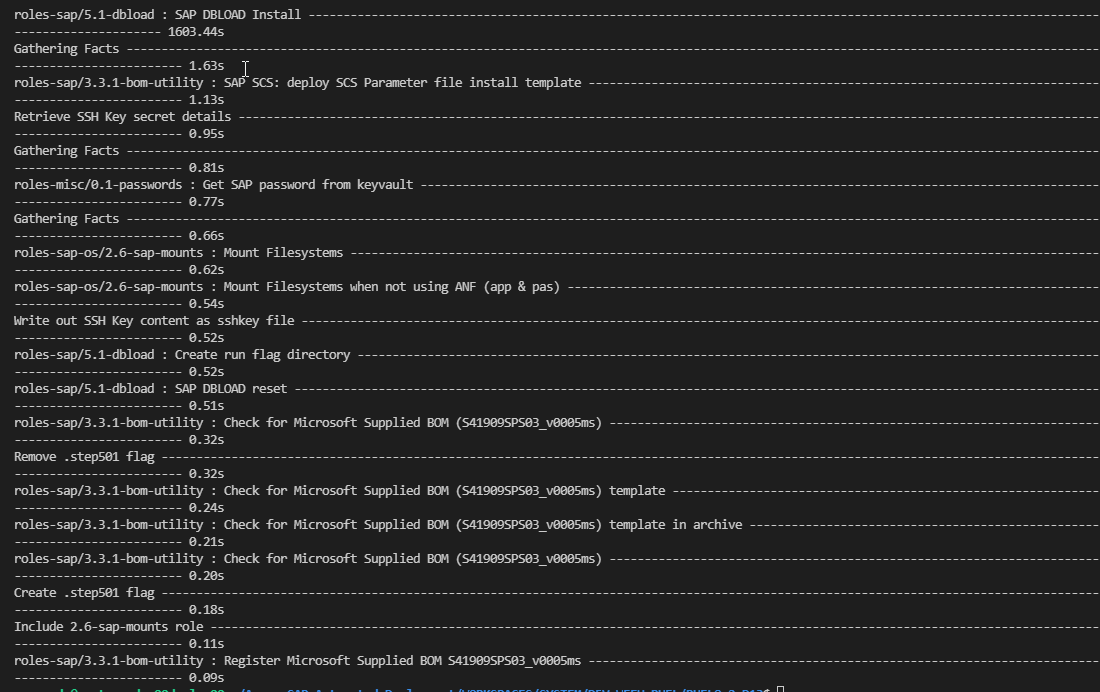 roles-sap/5.1-dbload : SAP DBLOAD Install ----------------------------------------------------------------
--------------------- 1603.44s
Gathering Facts ----------------------------------------------------------------
------------------------ 1.63s
roles-sap/3.3.1-bom-utility : SAP SCS: deploy SCS Parameter file install template ----------------------------------------------------------------
------------------------ 1.13s
Retrieve SSH Key secret details ----------------------------------------------------------------
------------------------ 0.95s
Gathering Facts ----------------------------------------------------------------
------------------------ 0.81s
roles-misc/0.1-passwords : Get SAP password from keyvault ----------------------------------------------------------------
------------------------ 0.77s
Gathering Facts ----------------------------------------------------------------
------------------------ 0.66s
roles-sap-os/2.6-sap-mounts : Mount Filesystems ----------------------------------------------------------------
------------------------ 0.62s
roles-sap-os/2.6-sap-mounts : Mount Filesystems when not using ANF (app & pas) ----------------------------------------------------------------
------------------------ 0.54s
Write out SSH Key content as sshkey file ----------------------------------------------------------------
------------------------ 0.52s
roles-sap/5.1-dbload : Create run flag directory ----------------------------------------------------------------
------------------------ 0.52s
roles-sap/5.1-dbload : SAP DBLOAD reset ----------------------------------------------------------------
------------------------ 0.51s
roles-sap/3.3.1-bom-utility : Check for Microsoft Supplied BOM (S41909SPS03_v0005ms) ----------------------------------------------------------------
------------------------ 0.32s
Remove .step501 flag ----------------------------------------------------------------
------------------------ 0.32s
roles-sap/3.3.1-bom-utility : Check for Microsoft Supplied BOM (S41909SPS03_v0005ms) template ----------------------------------------------------------------
------------------------ 0.24s
roles-sap/3.3.1-bom-utility : Check for Microsoft Supplied BOM (S41909SPS03_v0005ms) template in archive --------------------------------------------------
------------------------ 0.21s
roles-sap/3.3.1-bom-utility : Check for Microsoft Supplied BOM (S41909SPS03_v0005ms) ----------------------------------------------------------------
------------------------ 0.20s
Create .step501 flag ----------------------------------------------------------------
------------------------ 0.18s
Include 2.6-sap-mounts role ----------------------------------------------------------------
------------------------ 0.11s
roles-sap/3.3.1-bom-utility : Register Microsoft Supplied BOM S41909SPS03_v0005ms ----------------------------------------------------------------
------------------------ 0.09s